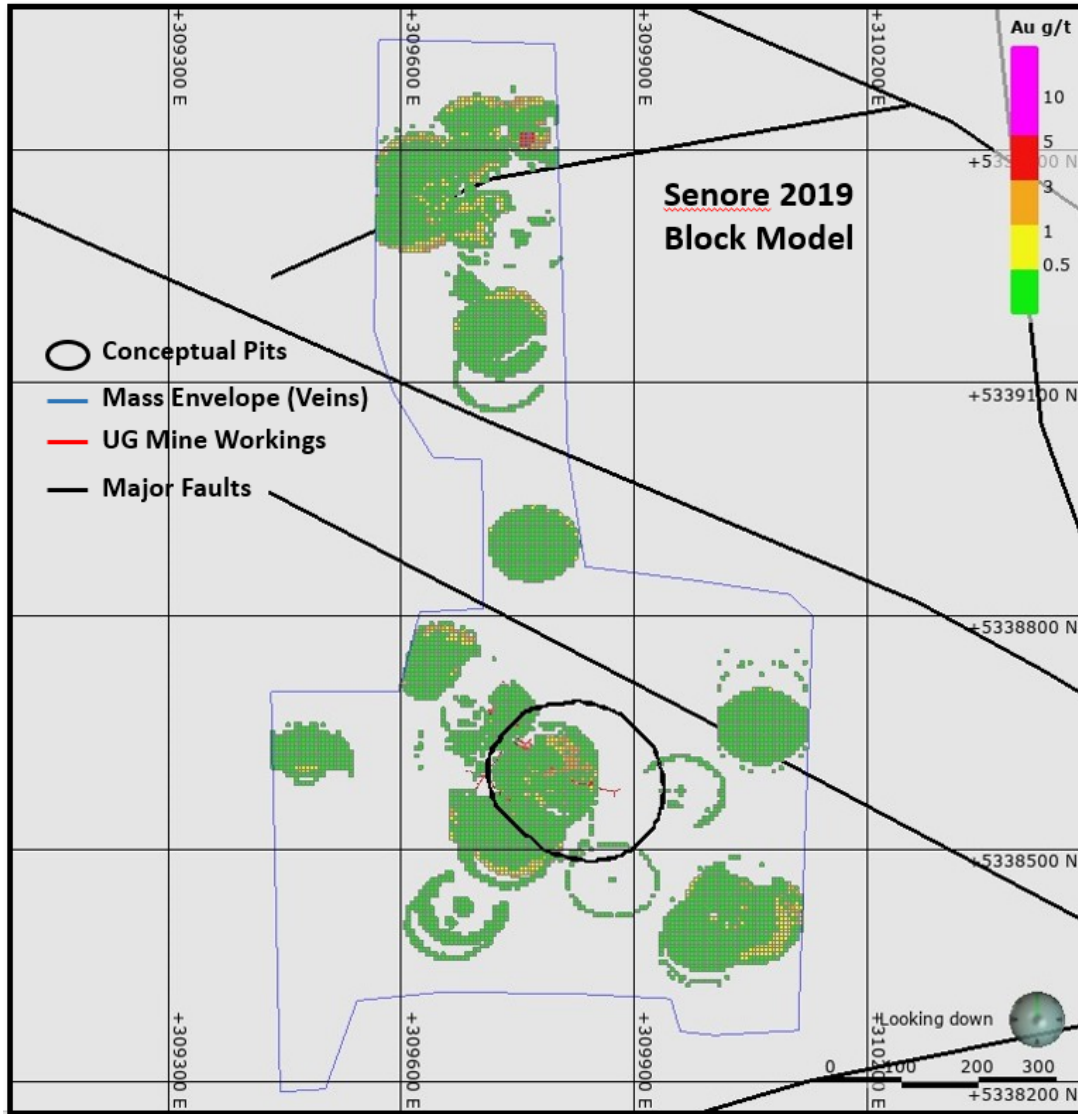 +309300 E
+309600 E
+309900 E
+310200 E
Au g/t
10
5
3
1
0.5
Senore 2019
Block Model
Conceptual Pits
Mass Envelope (Veins)
UG Mine Workings
Major Faults
+5339100 N
+5338800 N
+5338500 N
Looking down
+309300 E
+309600 E
+309900 E
+310200 E
0 100 200 300
+5338200 N